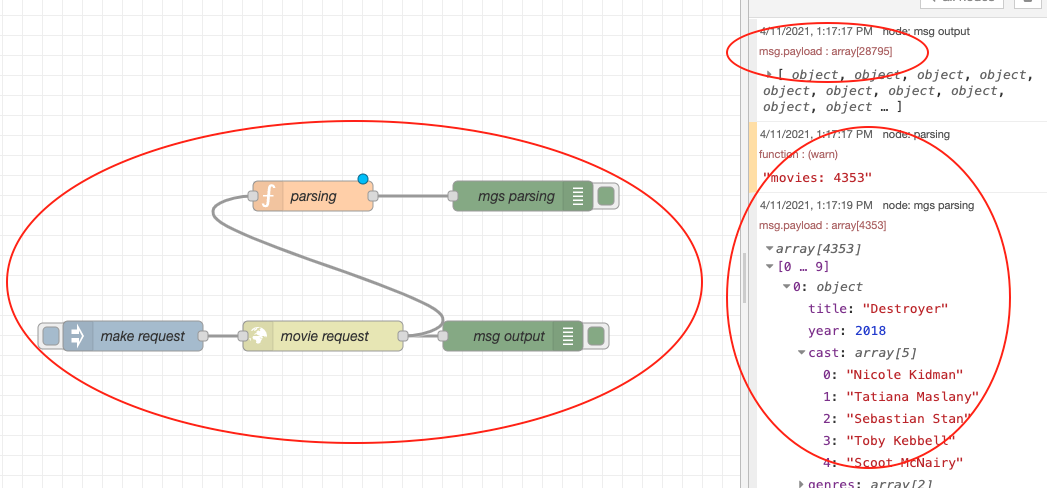 parsing
mgs parsing
make request
movie request
msg output
4/11/2021, 1:17:17 PM node: msg output
msg.payload : array[28795]
[ object, object, object, object,
object, object, object, object,
object, object … ]
4/11/2021, 1:17:17 PM node: parsing
function : (warn)
"movies: 4353"
4/11/2021, 1:17:19 PM node: mgs parsing
msg.payload : array[4353]
array[4353]
[0 … 9]
0: object
title: "Destroyer"
year: 2018
cast: array[5]
0: "Nicole Kidman"
1: "Tatiana Maslany"
2: "Sebastian Stan"
3: "Toby Kebbell"
4: "Scoot McNairy"
genres: array[2]